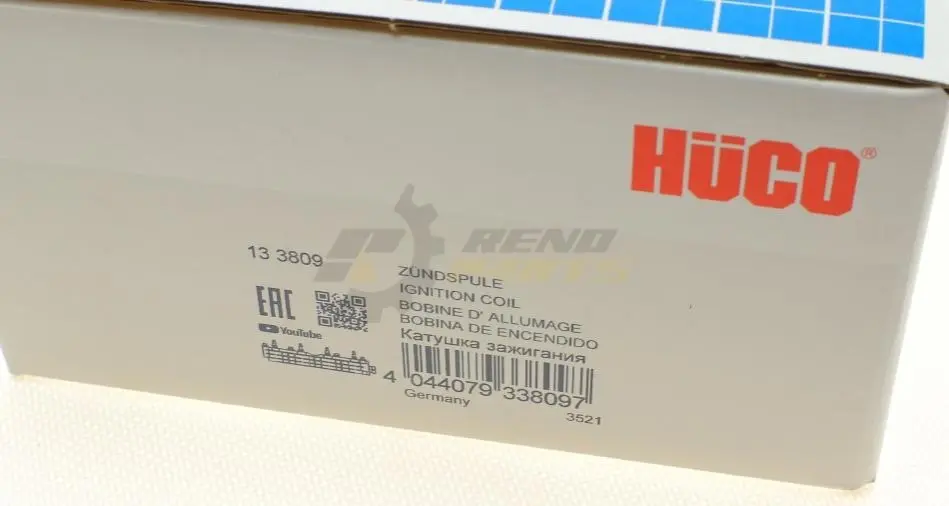 HÜCO®
RENO
PARTS
13 3809
ZÜNDSPULE
IGNITION COIL
BOBINE D' ALLUMAGE
BOBINA DE ENCENDIDO
Катушка зажигания
EAC
YouTube
4 044079 338097
Germany
3521